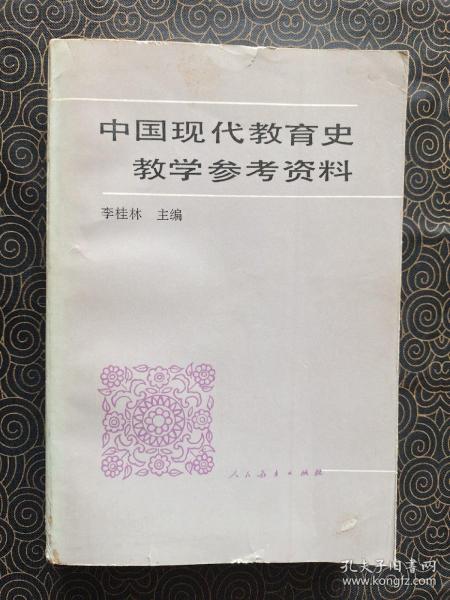 中国现代教育史
教学参考资料
李桂林 主编
人民教育出版社
孔夫子旧书网
www.kongfz.com